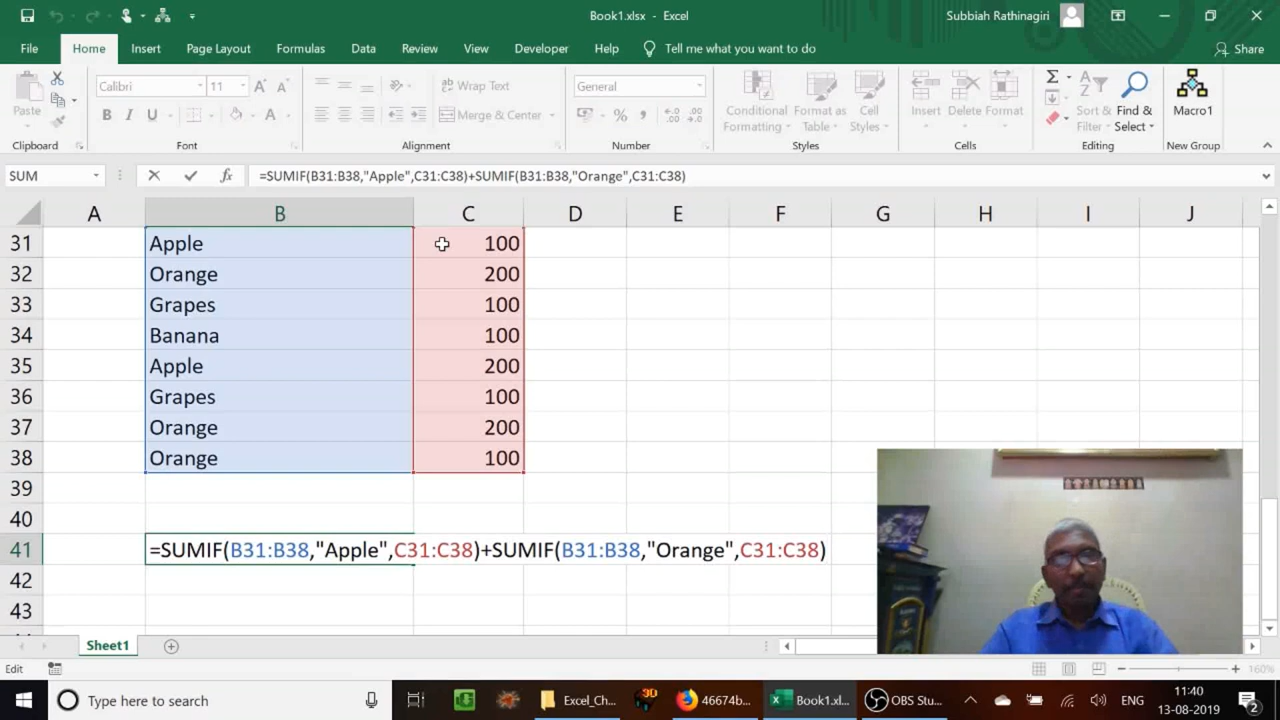 Book1.xlsx - Excel
Subbiah Rathinagiri
File Home Insert Page Layout Formulas Data Review View Developer Help Tell me what you want to do Share
Paste
Clipboard
Calibri 11
B I U
Font
Wrap Text
Merge & Center
Alignment
General
Number
Conditional Formatting
Format as Table
Cell Styles
Styles
Insert Delete Format
Cells
Sort & Filter
Find & Select
Editing
Macro1
New Group
SUM fx =SUMIF(B31:B38,"Apple",C31:C38)+SUMIF(B31:B38,"Orange",C31:C38)
A B C D E F G H I J
31 Apple 100
32 Orange 200
33 Grapes 100
34 Banana 100
35 Apple 200
36 Grapes 100
37 Orange 200
38 Orange 100
39
40
41 =SUMIF(B31:B38,"Apple",C31:C38)+SUMIF(B31:B38,"Orange",C31:C38)
42
43
Sheet1
Edit 160%
Type here to search
Excel_Ch...
3D
46674b...
Book1.xl...
OBS Stu...
ENG
11:40
13-08-2019
2